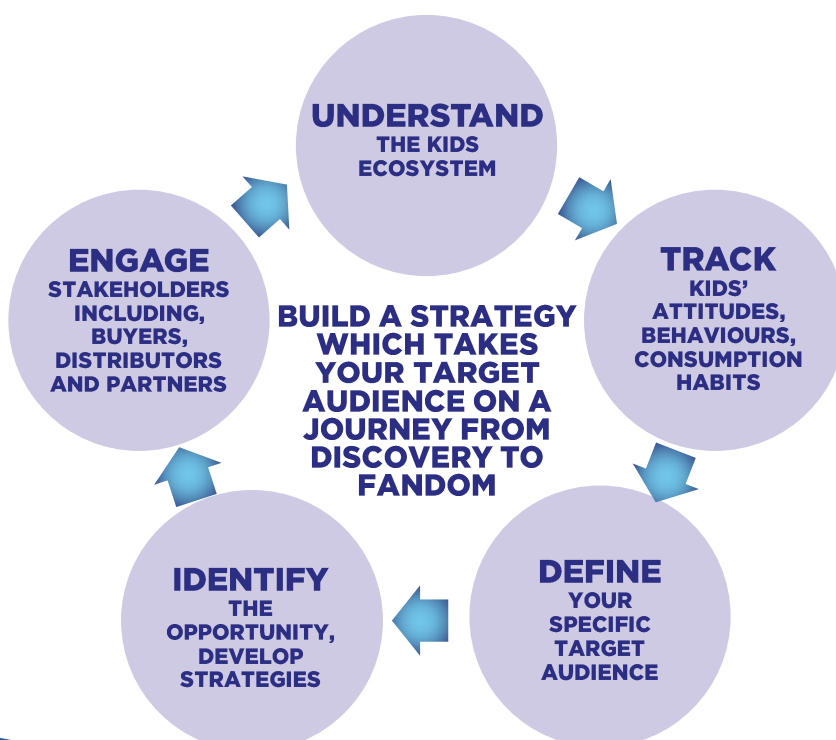 UNDERSTAND
THE KIDS
ECOSYSTEM
TRACK
KIDS'
ATTITUDES,
BEHAVIOURS,
CONSUMPTION
HABITS
DEFINE
YOUR
SPECIFIC
TARGET
AUDIENCE
IDENTIFY
THE
OPPORTUNITY,
DEVELOP
STRATEGIES
ENGAGE
STAKEHOLDERS
INCLUDING,
BUYERS,
DISTRIBUTORS
AND PARTNERS
BUILD A STRATEGY
WHICH TAKES
YOUR TARGET
AUDIENCE ON A
JOURNEY FROM
DISCOVERY TO
FANDOM